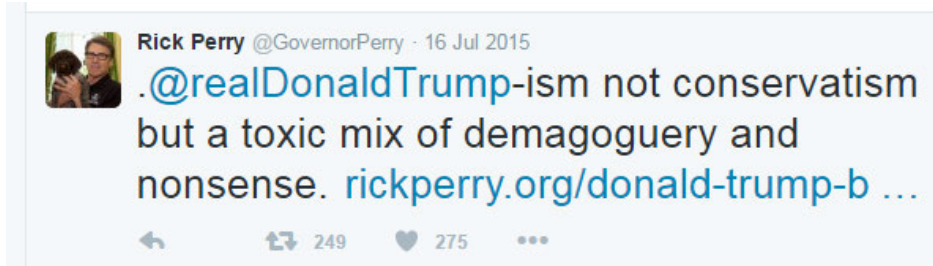 Rick Perry @GovernorPerry · 16 Jul 2015
.@realDonaldTrump-ism not conservatism
but a toxic mix of demagoguery and
nonsense. rickperry.org/donald-trump-b ...
249 275